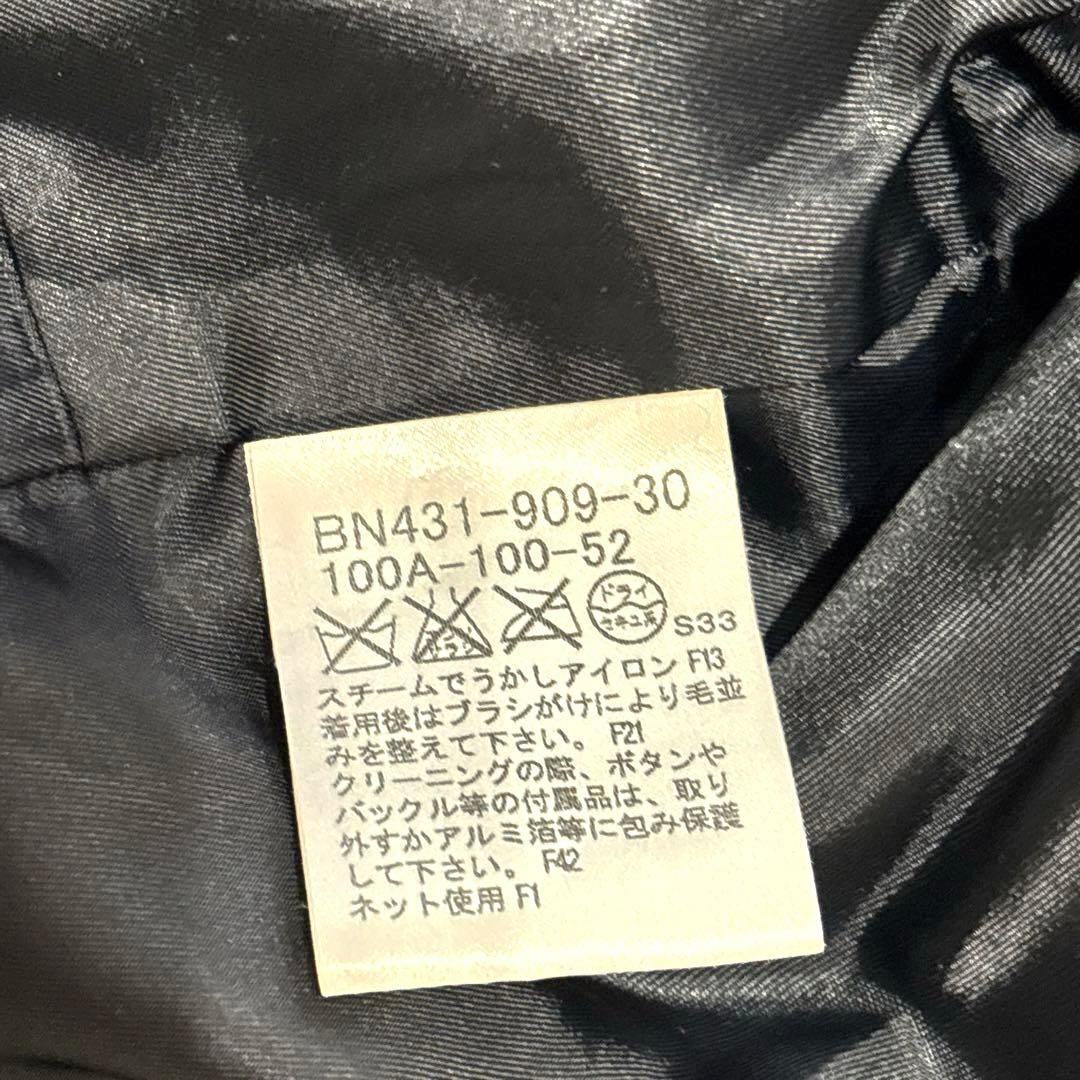 BN431-909-30
100A-100-52
ドライ
セキユ系
S33
スチームでうかしアイロン F13
着用後はブラシがけにより毛並
みを整えて下さい。 F21
クリーニングの際、ボタンや
バックル等の付属品は、取り
外すかアルミ箔等に包み保護
して下さい。 F42
ネット使用 F1